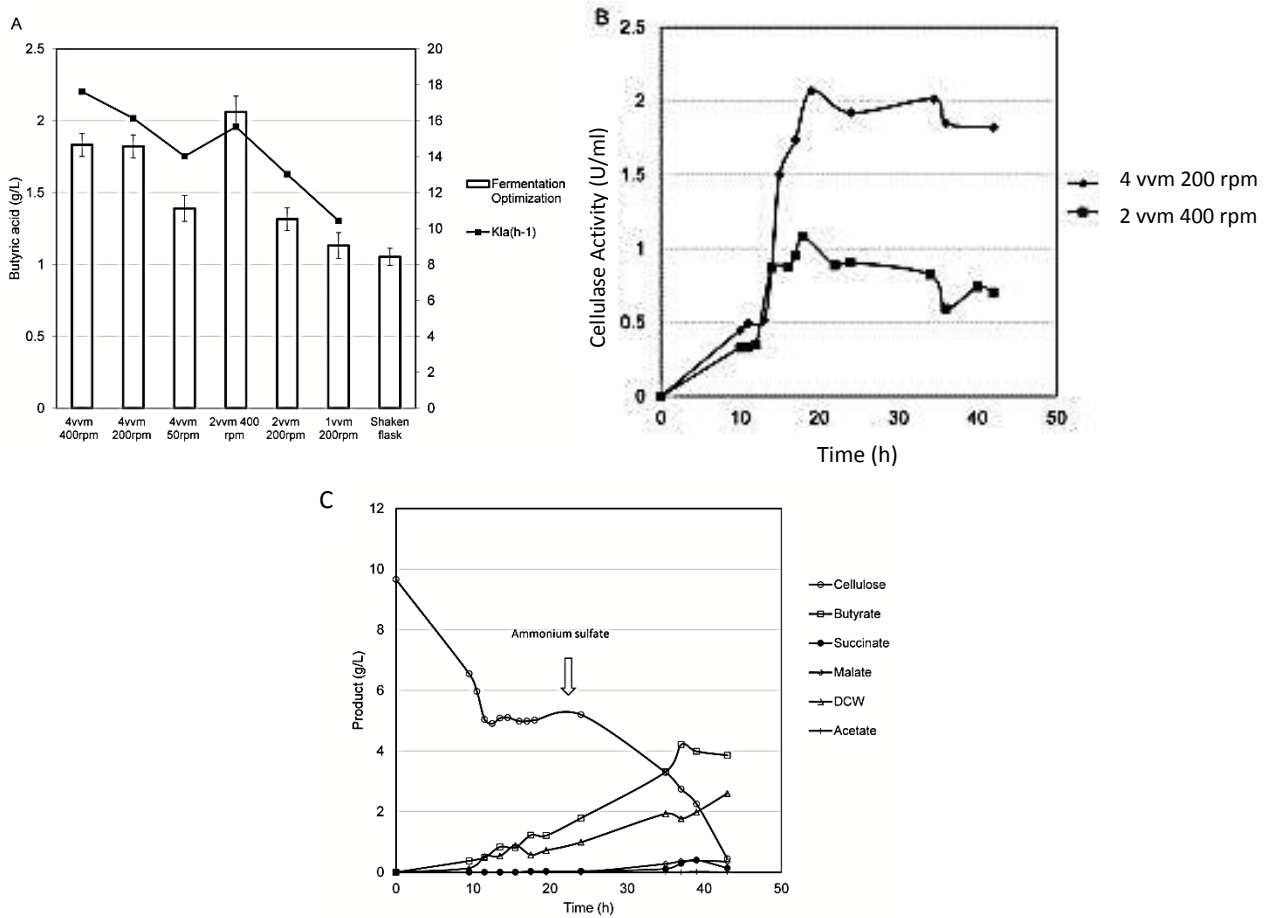 A
2.5
2
1.5
1
0.5
0
Butyric acid (g/L)
20
18
16
14
12
10
8
6
4
2
0
4vvm 400rpm
4vvm 200rpm
4vvm 50rpm
2vvm 400 rpm
2vvm 200rpm
1vvm 200rpm
Shaken flask
Fermentation
Optimization
Kla(h-1)
B
2.5
2
1.5
1
0.5
0
Cellulase Activity (U/ml)
0 10 20 30 40 50
Time (h)
4 vvm 200 rpm
2 vvm 400 rpm
C
12
10
8
6
4
2
0
Product (g/L)
Ammonium sulfate
0 10 20 30 40 50
Time (h)
Cellulose
Butyrate
Succinate
Malate
DCW
Acetate